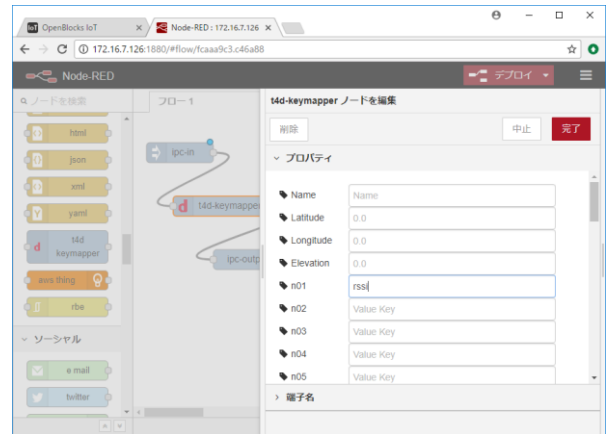 OpenBlocks IoT
Node-RED : 172.16.7.126
172.16.7.126:1880/#flow/fcaaa9c3.c46a88
Node-RED
デプロイ
ノードを検索
html
json
xml
yaml
t4d
keymapper
aws thing
rbe
ソーシャル
e mail
twitter
フロー 1
ipc-in
t4d-keymapper
ipc-outp
t4d-keymapper ノードを編集
削除
中止
完了
プロパティ
Name
Name
Latitude
0.0
Longitude
0.0
Elevation
0.0
n01
rssi
n02
Value Key
n03
Value Key
n04
Value Key
n05
Value Key
端子名